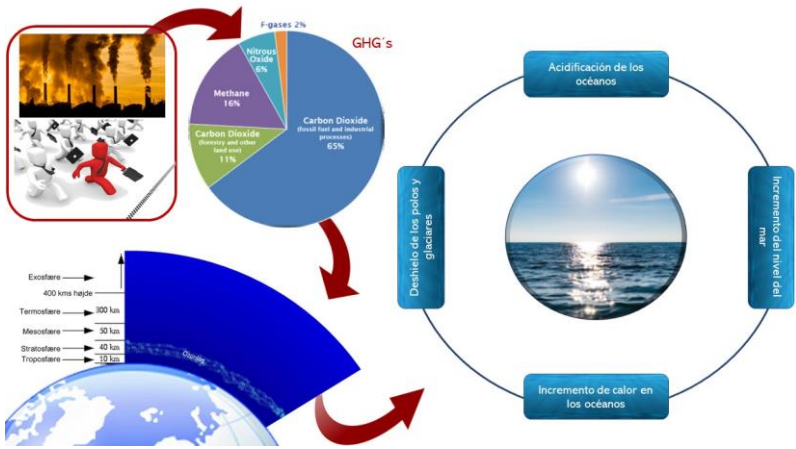 F-gases 2%
GHG´s
Nitrous
Oxide
6%
Methane
16%
Carbon Dioxide
(fossil fuel and industrial
processes)
65%
Carbon Dioxide
(forestry and other
land use)
11%
Exosfære
400 kms højde
Termosfære
300 km
Mesosfære
50 km
Stratosfære
40 km
Troposfære
10 km
Acidificación de los
océanos
Deshielo de los polos y
glaciares
Incremento del nivel del
mar
Incremento de calor en
los océanos